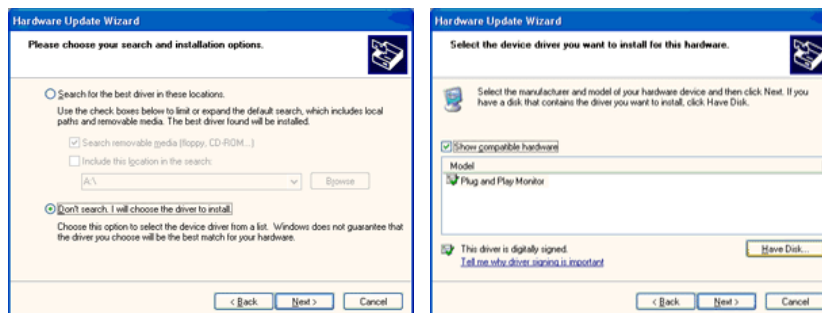 Hardware Update Wizard
Please choose your search and installation options.
Search for the best driver in these locations.
Use the check boxes below to limit or expand the default search, which includes local
paths and removable media. The best driver found will be installed.
Search removable media (floppy, CD-ROM...)
Include this location in the search:
A:\
Browse
Don't search. I will choose the driver to install.
Choose this option to select the device driver from a list. Windows does not guarantee that
the driver you choose will be the best match for your hardware.
< Back
Next >
Cancel
Hardware Update Wizard
Select the device driver you want to install for this hardware.
Select the manufacturer and model of your hardware device and then click Next. If you
have a disk that contains the driver you want to install, click Have Disk.
Show compatible hardware
Model
Plug and Play Monitor
This driver is digitally signed.
Tell me why driver signing is important
Have Disk...
< Back
Next >
Cancel